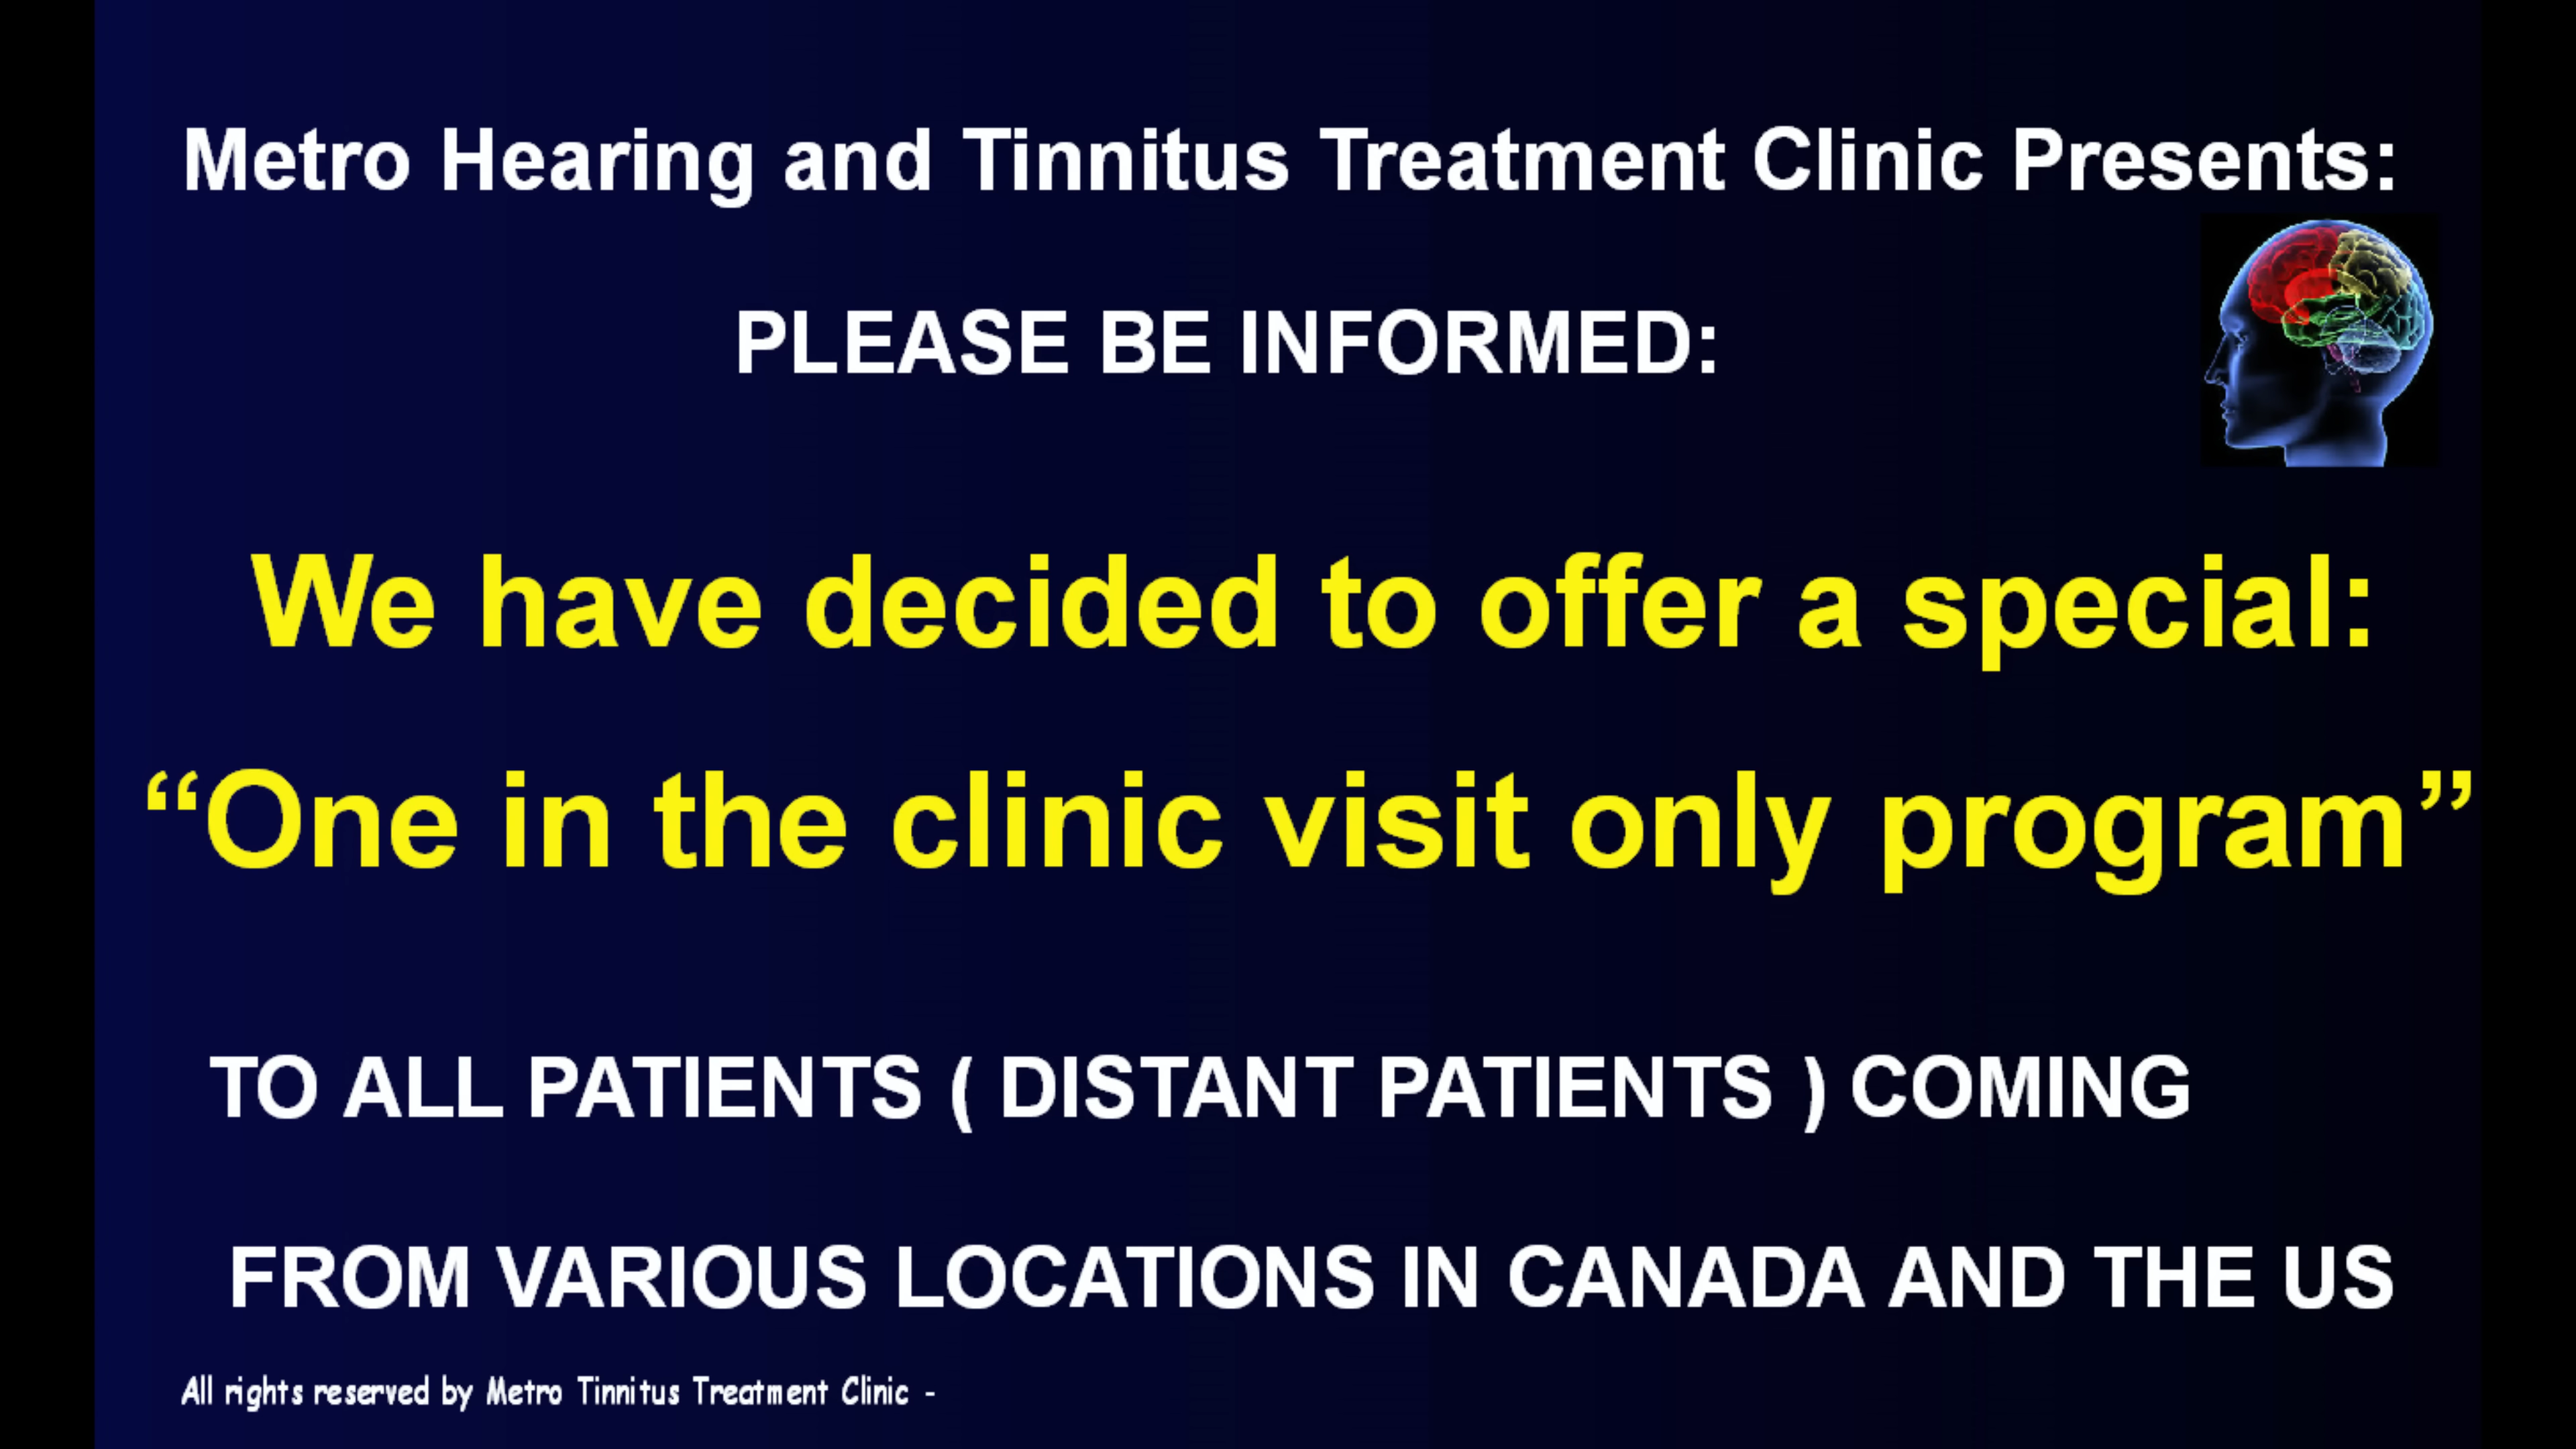 Metro Hearing and Tinnitus Treatment Clinic Presents:
PLEASE BE INFORMED:
We have decided to offer a special:
“One in the clinic visit only program”
TO ALL PATIENTS ( DISTANT PATIENTS ) COMING
FROM VARIOUS LOCATIONS IN CANADA AND THE US
All rights reserved by Metro Tinnitus Treatment Clinic -